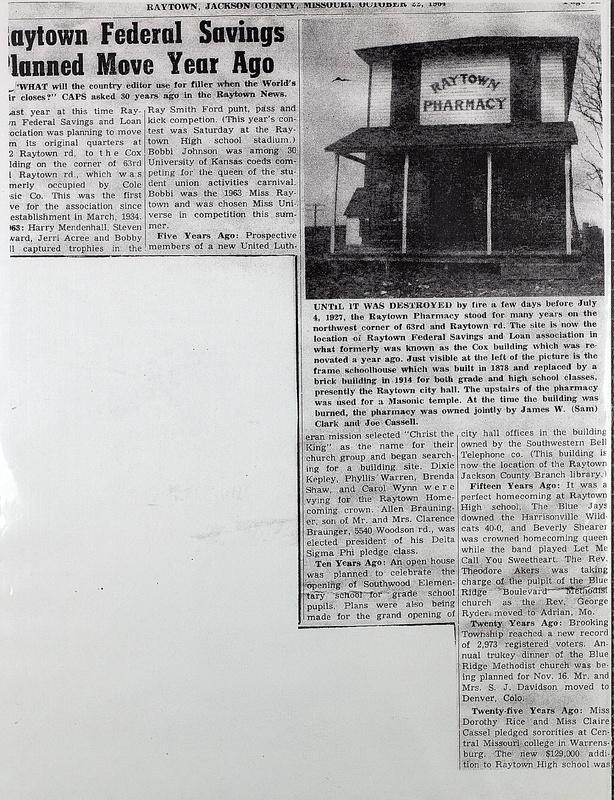 RAYTOWN, JACKSON COUNTY, MISSOURI, OCTOBER 22, 1964
aytown Federal Savings
lanned Move Year Ago
"WHAT will the country editor use for filler when the World's
ir closes?" CAPS asked 30 years ago in the Raytown News.
ast year at this time Ray-
n Federal Savings and Loan
ociation was planning to move
m its original quarters at
2 Raytown rd. to the Cox
lding on the corner of 63rd
l Raytown rd., which was
merly occupied by Cole
sic Co. This was the first
ve for the association since
establishment in March, 1934.
963: Harry Mendenhall, Steven
ward, Jerri Acree and Bobby
ll captured trophies in the
Ray Smith Ford punt, pass and
kick competion. (This year's con-
test was Saturday at the Ray-
town High school stadium.)
Bobbi Johnson was among 30
University of Kansas coeds com-
peting for the queen of the stu-
dent union activities carnival.
Bobbi was the 1963 Miss Ray-
town and was chosen Miss Uni-
verse in competition this sum-
mer.
Five Years Ago: Prospective
members of a new United Luth-
RAYTOWN
PHARMACY
UNTIL IT WAS DESTROYED by fire a few days before July
4, 1927, the Raytown Pharmacy stood for many years on the
northwest corner of 63rd and Raytown rd. The site is now the
location of Raytown Federal Savings and Loan association in
what formerly was known as the Cox building which was re-
novated a year ago. Just visible at the left of the picture is the
frame schoolhouse which was built in 1878 and replaced by a
brick building in 1914 for both grade and high school classes,
presently the Raytown city hall. The upstairs of the pharmacy
was used for a Masonic temple. At the time the building was
burned, the pharmacy was owned jointly by James W. (Sam)
Clark and Joe Cassell.
eran mission selected "Christ the
King" as the name for their
church group and began search-
ing for a building site. Dixie
Kepley, Phyllis Warren, Brenda
Shaw, and Carol Wynn were
vying for the Raytown Home-
coming crown. Allen Brauning-
er, son of Mr. and Mrs. Clarence
Braunger, 5540 Woodson rd., was
elected president of his Delta
Sigma Phi pledge class.
Ten Years Ago: An open house
was planned to celebrate the
opening of Southwood Elemen-
tary school for grade school
pupils. Plans were also being
made for the grand opening of
city hall offices in the building
owned by the Southwestern Bell
Telephone co. (This building is
now the location of the Raytown
Jackson County Branch library.)
Fifteen Years Ago: It was a
perfect homecoming at Raytown
High school. The Blue Jays
downed the Harrisonville Wild-
cats 40-0, and Beverly Shearer
was crowned homecoming queen
while the band played Let Me
Call You Sweetheart. The Rev.
Theodore Akers was taking
charge of the pulpit of the Blue
Ridge Boulevard Methodist
church as the Rev. George
Ryder moved to Adrian, Mo.
Twenty Years Ago: Brooking
Township reached a new record
of 2,973 registered voters. An-
nual trukey dinner of the Blue
Ridge Methodist church was be-
ing planned for Nov. 16. Mr. and
Mrs. S. J. Davidson moved to
Denver, Colo.
Twenty-five Years Ago: Miss
Dorothy Rice and Miss Claire
Cassel pledged sororities at Cen-
tral Missouri college in Warrens-
burg. The new $129,000 addi-
tion to Raytown High school was